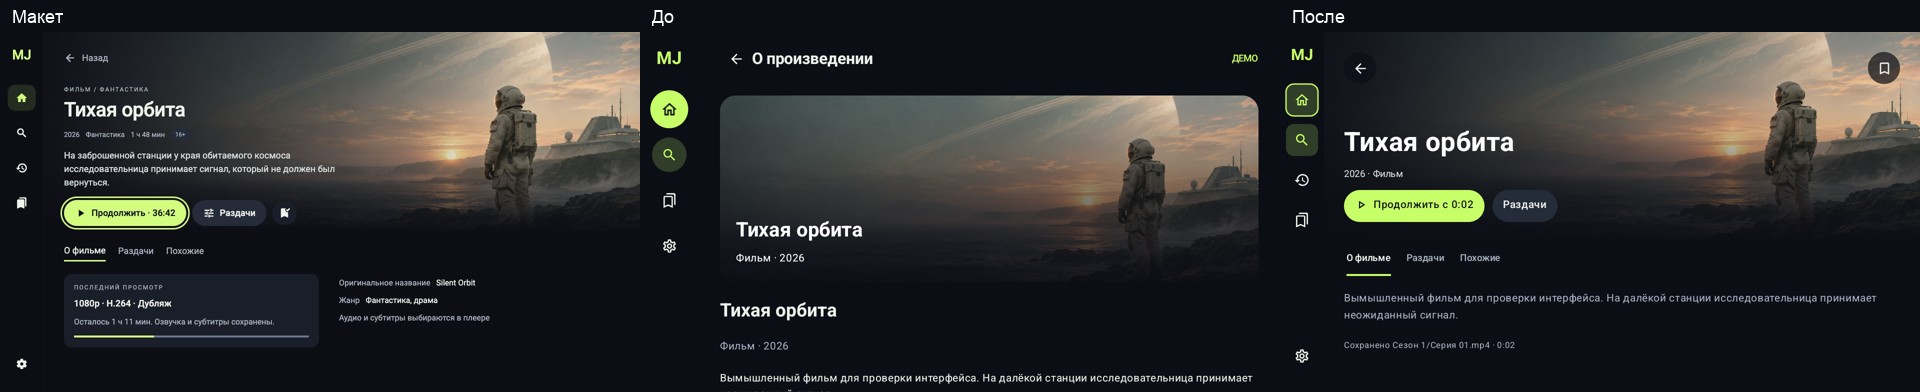 Макет
MJ
Назад
ФИЛЬМ / ФАНТАСТИКА
Тихая орбита
2026 Фантастика 1 ч 48 мин 16+
На заброшенной станции у края обитаемого космоса
исследовательница принимает сигнал, который не должен был
вернуться.
Продолжить · 36:42 Раздачи
О фильме Раздачи Похожие
ПОСЛЕДНИЙ ПРОСМОТР
1080p · H.264 · Дубляж
Осталось 1 ч 11 мин. Озвучка и субтитры сохранены.
Оригинальное название Silent Orbit
Жанр Фантастика, драма
Аудио и субтитры выбираются в плеере
До
MJ
О произведении
ДЕМО
Тихая орбита
Фильм · 2026
Тихая орбита
Фильм · 2026
Вымышленный фильм для проверки интерфейса. На далёкой станции исследовательница принимает
После
MJ
Тихая орбита
2026 · Фильм
Продолжить с 0:02 Раздачи
О фильме Раздачи Похожие
Вымышленный фильм для проверки интерфейса. На далёкой станции исследовательница принимает
неожиданный сигнал.
Сохранено Сезон 1/Серия 01.mp4 · 0:02